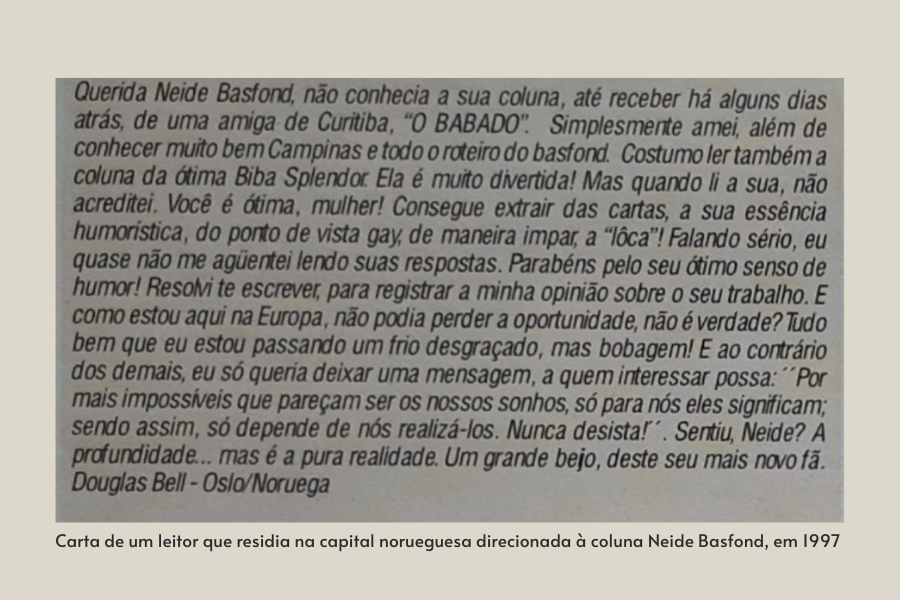 Querida Neide Basfond, não conhecia a sua coluna, até receber há alguns dias
atrás, de uma amiga de Curitiba, “O BABADO”. Simplesmente amei, além de
conhecer muito bem Campinas e todo o roteiro do basfond. Costumo ler também a
coluna da ótima Biba Splendor. Ela é muito divertida! Mas quando li a sua, não
acreditei. Você é ótima, mulher! Consegue extrair das cartas, a sua essência
humorística, do ponto de vista gay, de maneira impar, a “lôca”! Falando sério, eu
quase não me agüentei lendo suas respostas. Parabéns pelo seu ótimo senso de
humor! Resolvi te escrever, para registrar a minha opinião sobre o seu trabalho. E
como estou aqui na Europa, não podia perder a oportunidade, não é verdade? Tudo
bem que eu estou passando um frio desgraçado, mas bobagem! E ao contrário
dos demais, eu só queria deixar uma mensagem, a quem interessar possa: ´´Por
mais impossíveis que pareçam ser os nossos sonhos, só para nós eles significam;
sendo assim, só depende de nós realizá-los. Nunca desista!´´. Sentiu, Neide? A
profundidade... mas é a pura realidade. Um grande bejo, deste seu mais novo fã.
Douglas Bell - Oslo/Noruega
Carta de um leitor que residia na capital norueguesa direcionada à coluna Neide Basfond, em 1997